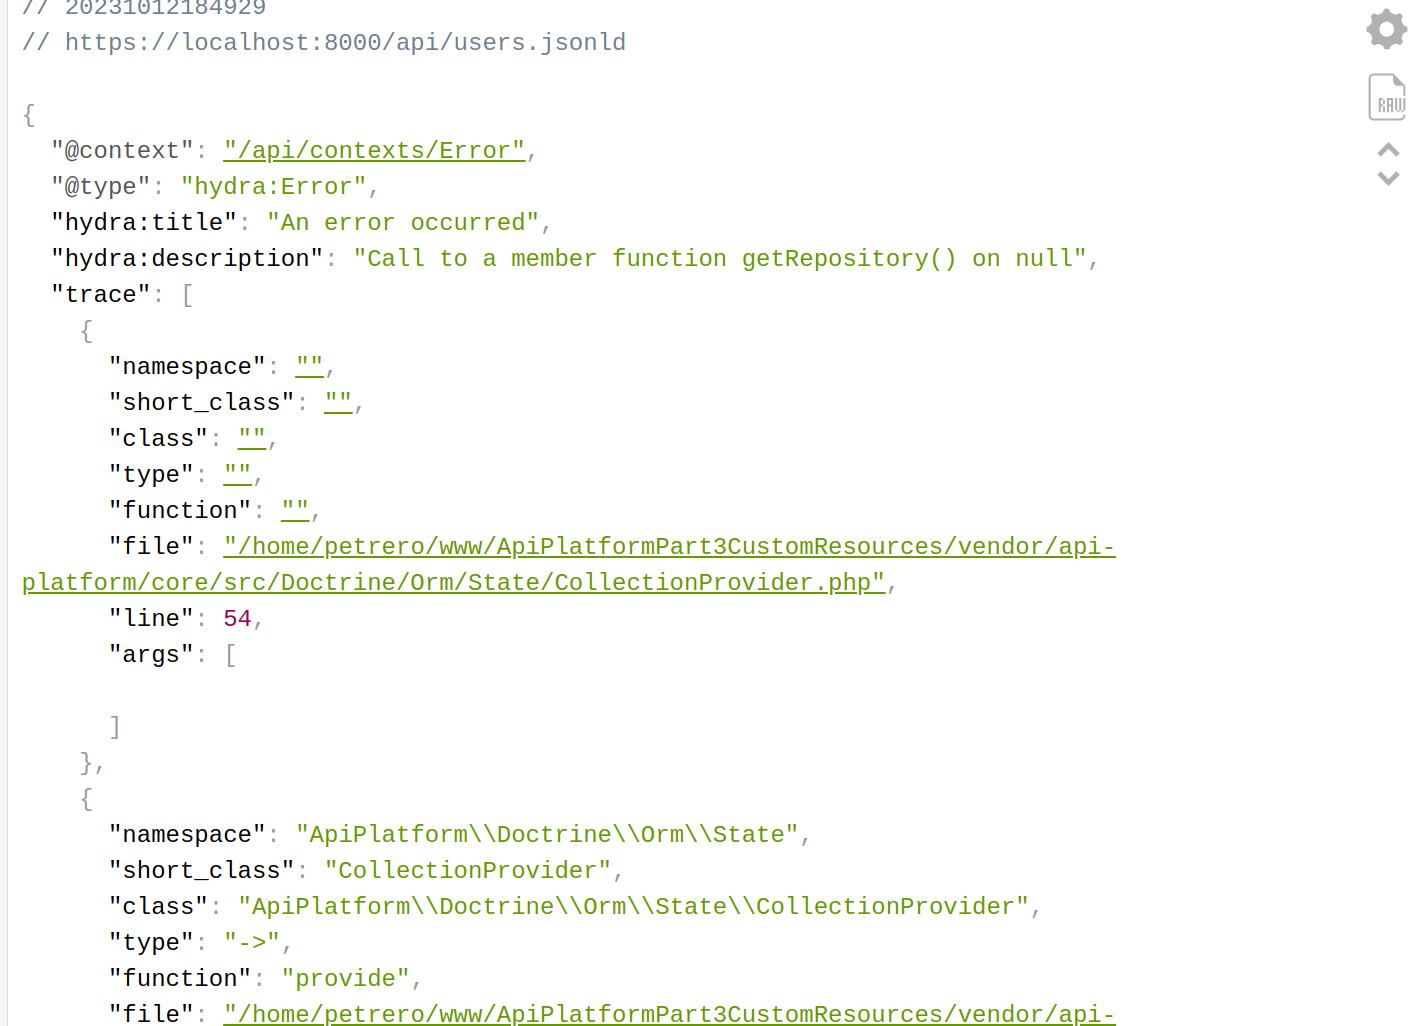 // 20231012184929
// https://localhost:8000/api/users.jsonld
RAW
{
"@context": "/api/contexts/Error",
"@type": "hydra:Error",
"hydra:title": "An error occurred",
"hydra:description": "Call to a member function getRepository() on null",
"trace": [
{
"namespace": "",
"short_class": "",
"class": "",
"type": "",
"function": "",
"file": "/home/petrero/www/ApiPlatformPart3CustomResources/vendor/api-
platform/core/src/Doctrine/Orm/State/CollectionProvider.php",
"line": 54,
"args": [
]
},
{
"namespace": "ApiPlatform\\Doctrine\\Orm\\State",
"short_class": "CollectionProvider",
"class": "ApiPlatform\\Doctrine\\Orm\\State\\CollectionProvider",
"type": "->",
"function": "provide",
"file": "/home/petrero/www/ApiPlatformPart3CustomResources/vendor/api-